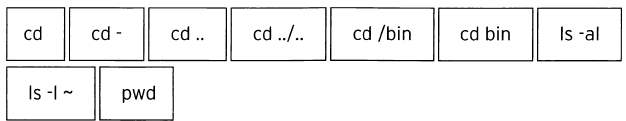 cd cd - cd .. cd ../.. cd /bin cd bin ls -al
ls -l ~ pwd